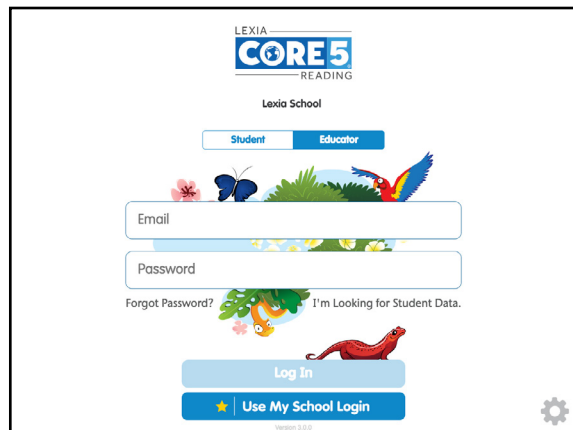 LEXIA
CORE5
READING
Lexia School
Student Educator
Email
Password
Forgot Password? I'm Looking for Student Data.
Log In
Use My School Login
Version 3.0.0